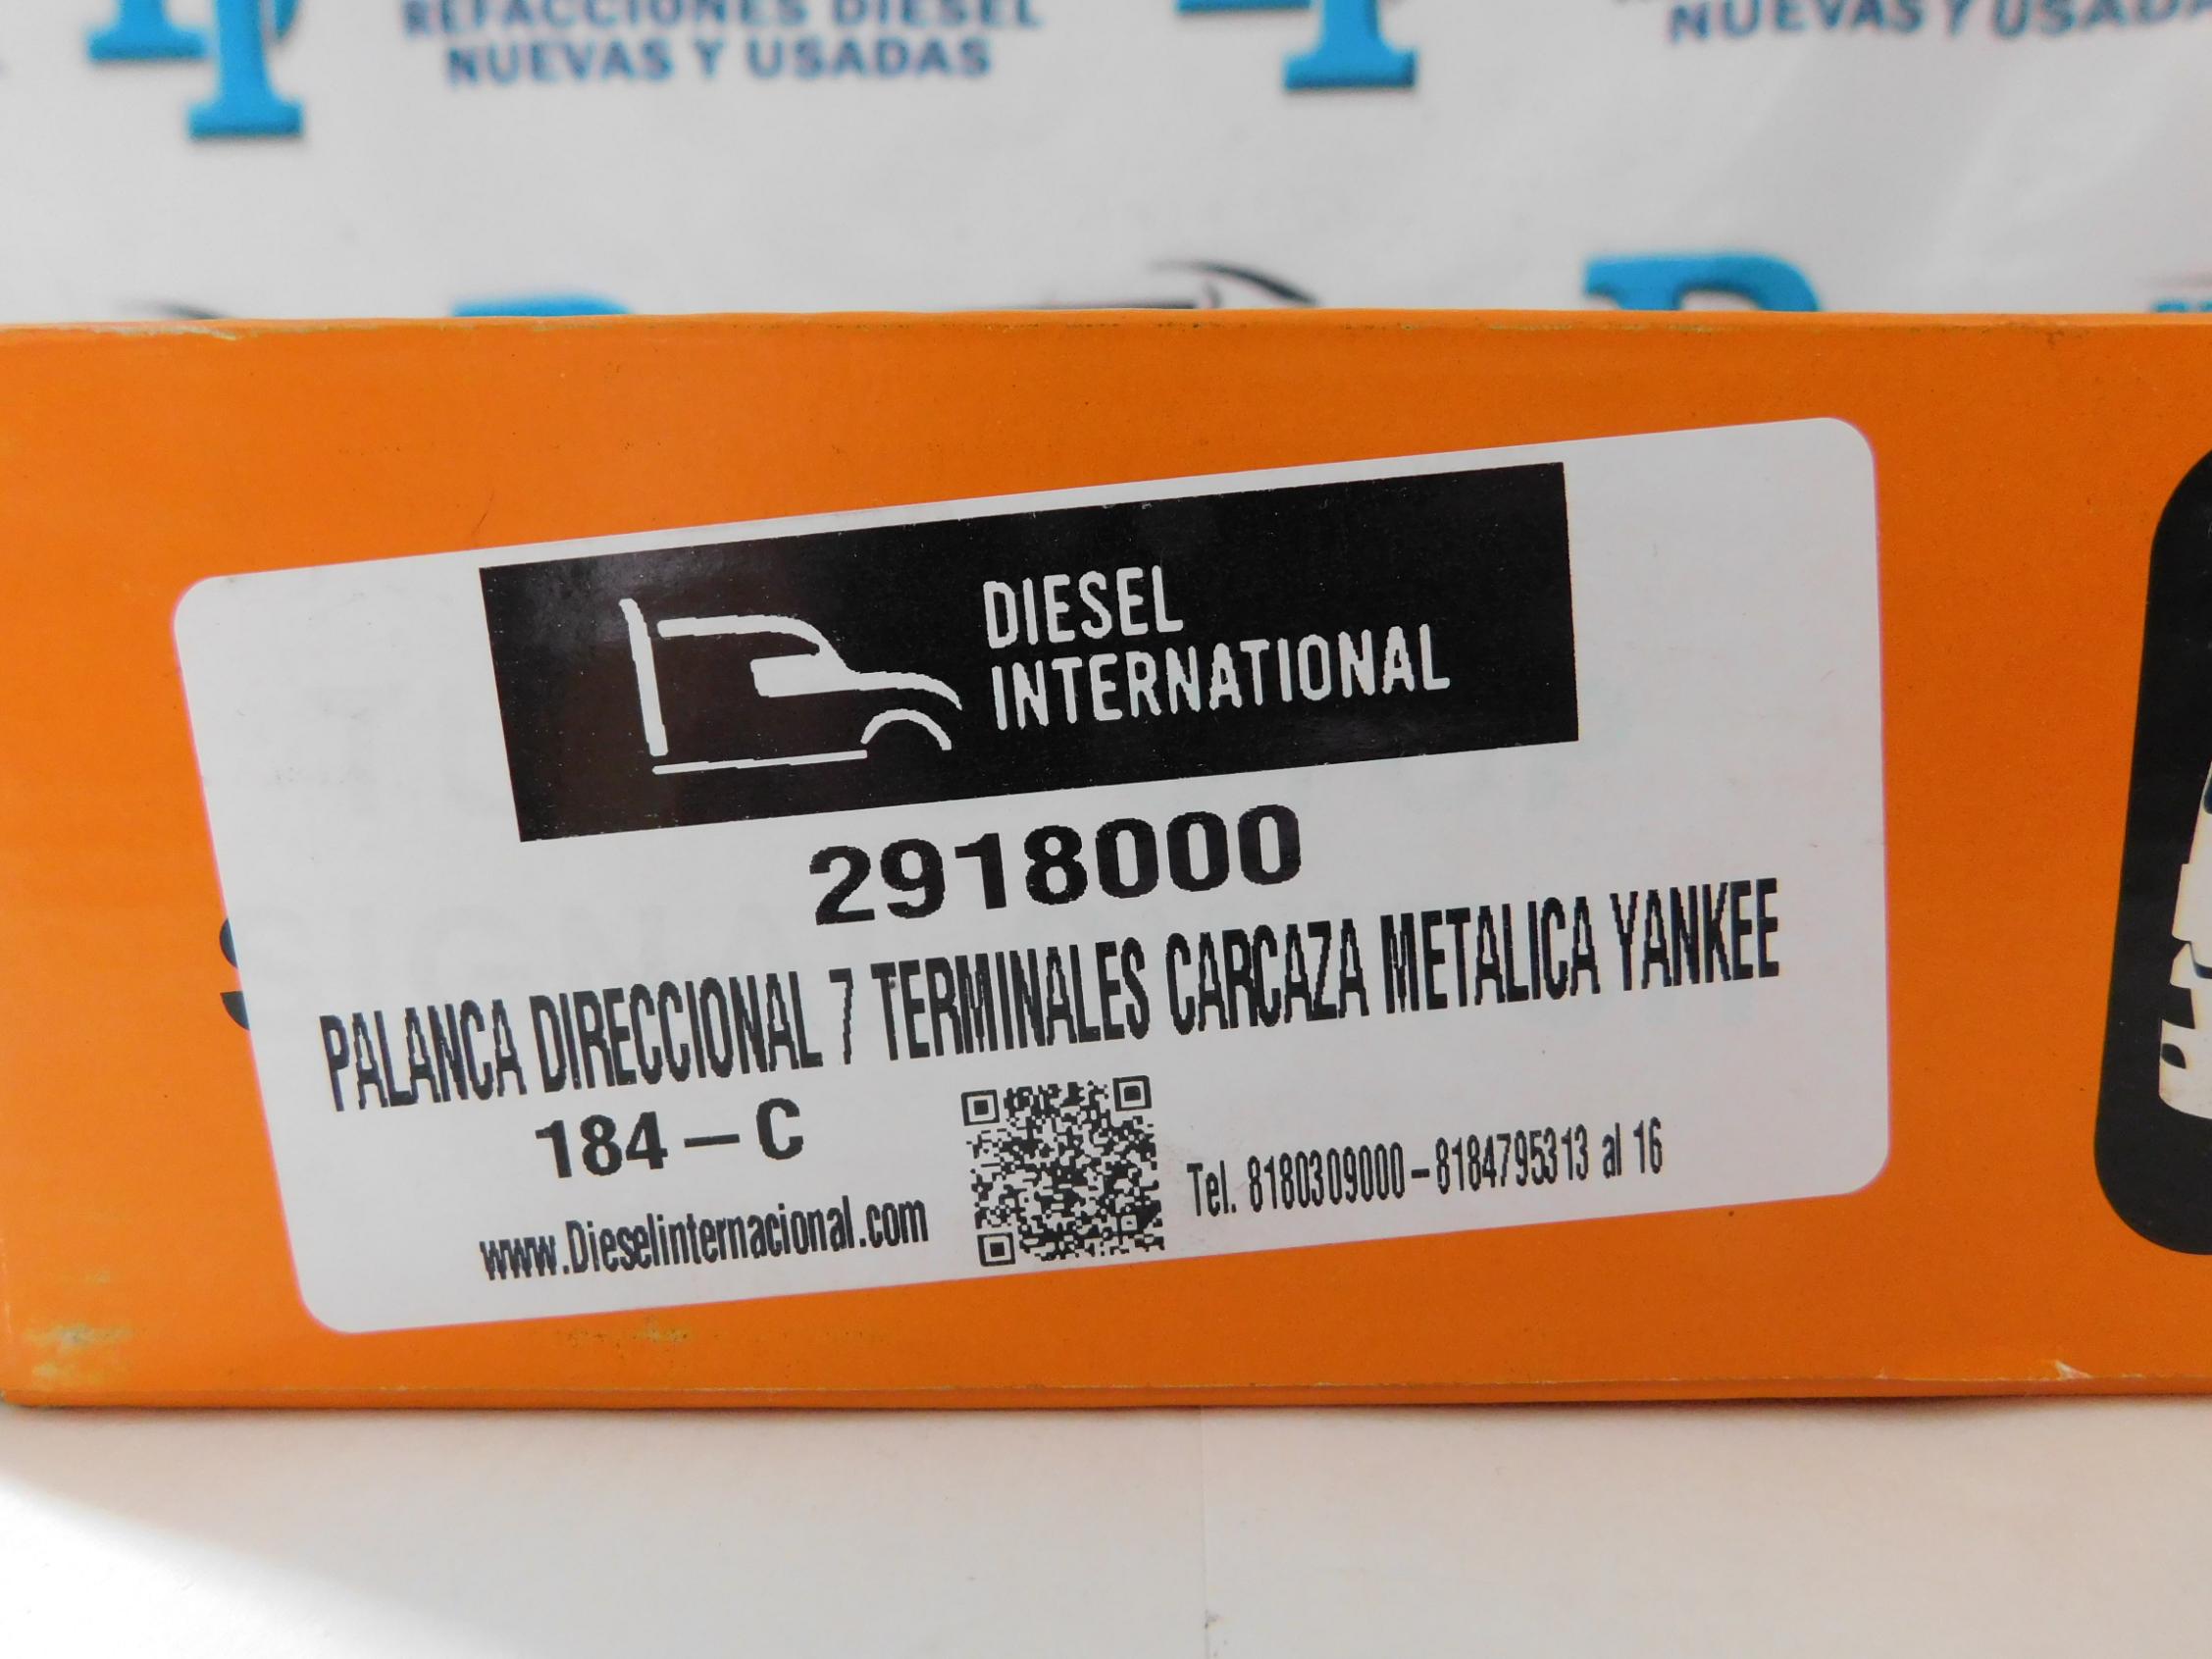 REFACCIONES DIESEL
NUEVAS Y USADAS
NUEVAS Y USADA
DIESEL
INTERNATIONAL
2918000
PALANCA DIRECCIONAL 7 TERMINALES CARCAZA METALICA YANKEE
184-C
www.Dieselinternacional.com
Tel. 8180309000-8184795313 al 16